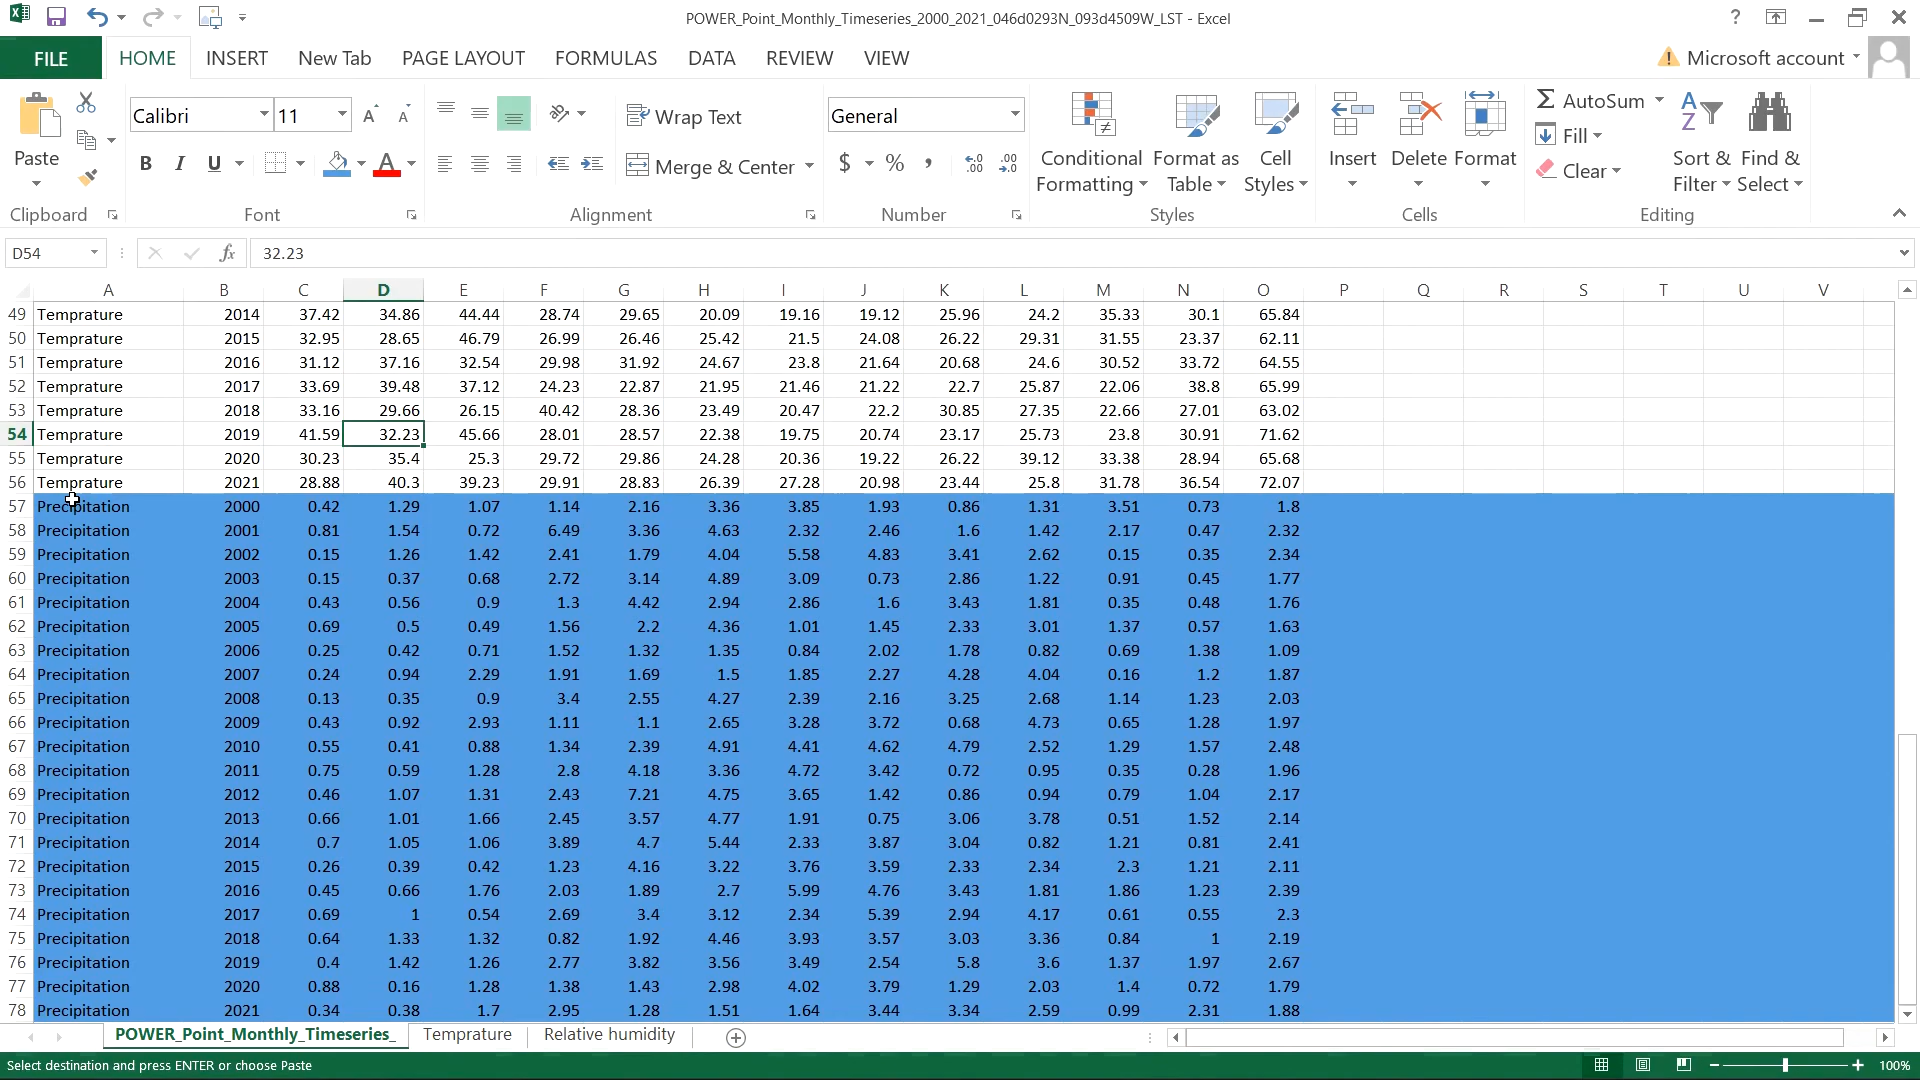 POWER_Point_Monthly_Timeseries_2000_2021_046d0293N_093d4509W_LST - Excel
?
FILE HOME INSERT New Tab PAGE LAYOUT FORMULAS DATA REVIEW VIEW Microsoft account
Calibri 11 Wrap Text General AutoSum
Paste B I U A Merge & Center $ % , Conditional Formatting Format as Table Cell Styles Insert Delete Format Fill Clear Sort & Filter Find & Select
Clipboard Font Alignment Number Styles Cells Editing
D54 fx 32.23
A B C D E F G H I J K L M N O P Q R S T U V
49 Temprature 2014 37.42 34.86 44.44 28.74 29.65 20.09 19.16 19.12 25.96 24.2 35.33 30.1 65.84
50 Temprature 2015 32.95 28.65 46.79 26.99 26.46 25.42 21.5 24.08 26.22 29.31 31.55 23.37 62.11
51 Temprature 2016 31.12 37.16 32.54 29.98 31.92 24.67 23.8 21.64 20.68 24.6 30.52 33.72 64.55
52 Temprature 2017 33.69 39.48 37.12 24.23 22.87 21.95 21.46 21.22 22.7 25.87 22.06 38.8 65.99
53 Temprature 2018 33.16 29.66 26.15 40.42 28.36 23.49 20.47 22.2 30.85 27.35 22.66 27.01 63.02
54 Temprature 2019 41.59 32.23 45.66 28.01 28.57 22.38 19.75 20.74 23.17 25.73 23.8 30.91 71.62
55 Temprature 2020 30.23 35.4 25.3 29.72 29.86 24.28 20.36 19.22 26.22 39.12 33.38 28.94 65.68
56 Temprature 2021 28.88 40.3 39.23 29.91 28.83 26.39 27.28 20.98 23.44 25.8 31.78 36.54 72.07
57 Precipitation 2000 0.42 1.29 1.07 1.14 2.16 3.36 3.85 1.93 0.86 1.31 3.51 0.73 1.8
58 Precipitation 2001 0.81 1.54 0.72 6.49 3.36 4.63 2.32 2.46 1.6 1.42 2.17 0.47 2.32
59 Precipitation 2002 0.15 1.26 1.42 2.41 1.79 4.04 5.58 4.83 3.41 2.62 0.15 0.35 2.34
60 Precipitation 2003 0.15 0.37 0.68 2.72 3.14 4.89 3.09 0.73 2.86 1.22 0.91 0.45 1.77
61 Precipitation 2004 0.43 0.56 0.9 1.3 4.42 2.94 2.86 1.6 3.43 1.81 0.35 0.48 1.76
62 Precipitation 2005 0.69 0.5 0.49 1.56 2.2 4.36 1.01 1.45 2.33 3.01 1.37 0.57 1.63
63 Precipitation 2006 0.25 0.42 0.71 1.52 1.32 1.35 0.84 2.02 1.78 0.82 0.69 1.38 1.09
64 Precipitation 2007 0.24 0.94 2.29 1.91 1.69 1.5 1.85 2.27 4.28 4.04 0.16 1.2 1.87
65 Precipitation 2008 0.13 0.35 0.9 3.4 2.55 4.27 2.39 2.16 3.25 2.68 1.14 1.23 2.03
66 Precipitation 2009 0.43 0.92 2.93 1.11 1.1 2.65 3.28 3.72 0.68 4.73 0.65 1.28 1.97
67 Precipitation 2010 0.55 0.41 0.88 1.34 2.39 4.91 4.41 4.62 4.79 2.52 1.29 1.57 2.48
68 Precipitation 2011 0.75 0.59 1.28 2.8 4.18 3.36 4.72 3.42 0.72 0.95 0.35 0.28 1.96
69 Precipitation 2012 0.46 1.07 1.31 2.43 7.21 4.75 3.65 1.42 0.86 0.94 0.79 1.04 2.17
70 Precipitation 2013 0.66 1.01 1.66 2.45 3.57 4.77 1.91 0.75 3.06 3.78 0.51 1.52 2.14
71 Precipitation 2014 0.7 1.05 1.06 3.89 4.7 5.44 2.33 3.87 3.04 0.82 1.21 0.81 2.41
72 Precipitation 2015 0.26 0.39 0.42 1.23 4.16 3.22 3.76 3.59 2.33 2.34 2.3 1.21 2.11
73 Precipitation 2016 0.45 0.66 1.76 2.03 1.89 2.7 5.99 4.76 3.43 1.81 1.86 1.23 2.39
74 Precipitation 2017 0.69 1 0.54 2.69 3.4 3.12 2.34 5.39 2.94 4.17 0.61 0.55 2.3
75 Precipitation 2018 0.64 1.33 1.32 0.82 1.92 4.46 3.93 3.57 3.03 3.36 0.84 1 2.19
76 Precipitation 2019 0.4 1.42 1.26 2.77 3.82 3.56 3.49 2.54 5.8 3.6 1.37 1.97 2.67
77 Precipitation 2020 0.88 0.16 1.28 1.38 1.43 2.98 4.02 3.79 1.29 2.03 1.4 0.72 1.79
78 Precipitation 2021 0.34 0.38 1.7 2.95 1.28 1.51 1.64 3.44 3.34 2.59 0.99 2.31 1.88
POWER_Point_Monthly_Timeseries_ Temprature Relative humidity
Select destination and press ENTER or choose Paste 100%